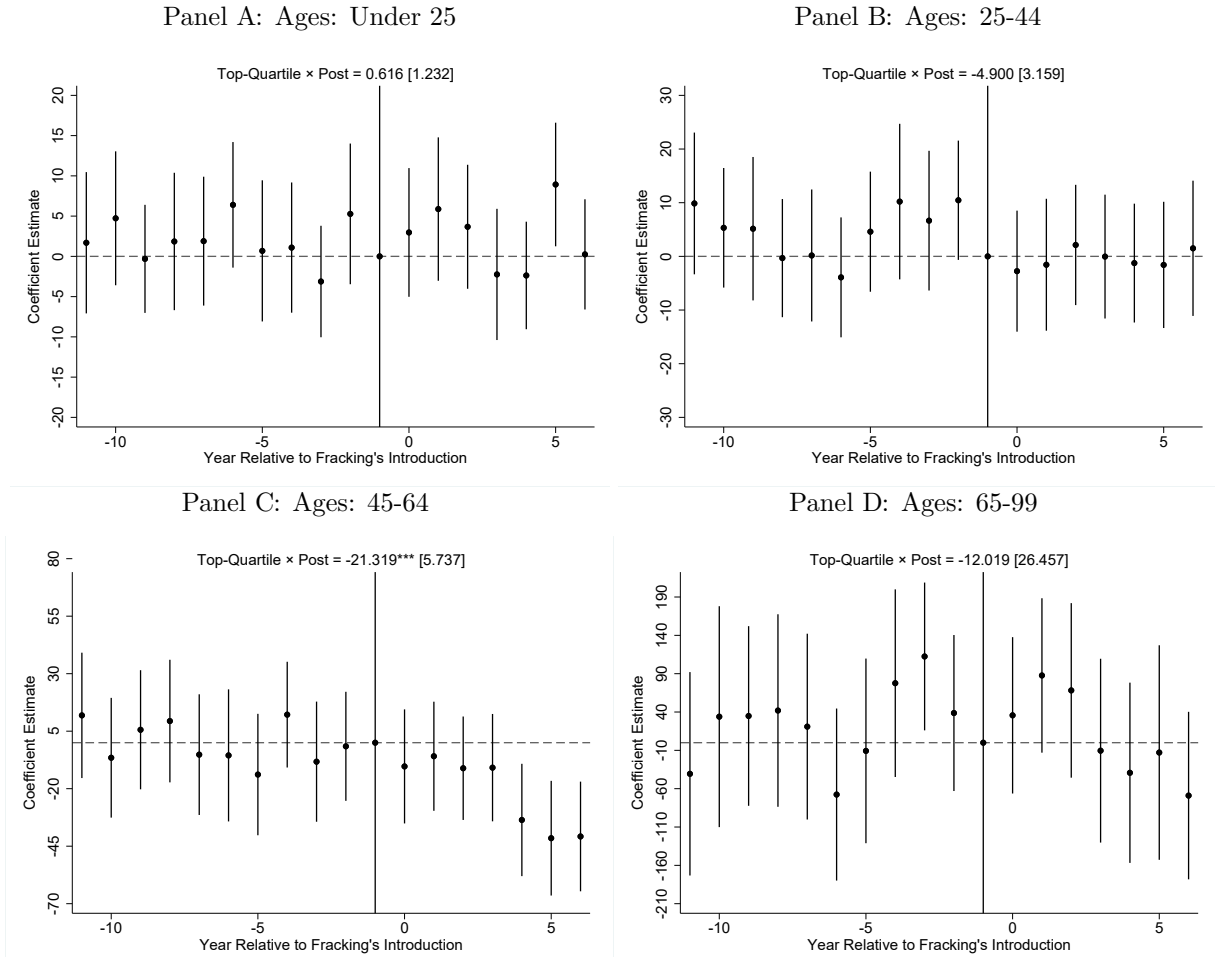 Panel A: Ages: Under 25
Top-Quartile × Post = 0.616 [1.232]
Coefficient Estimate
20
15
10
5
0
-5
-10
-15
-20
-10 -5 0 5
Year Relative to Fracking's Introduction
Panel B: Ages: 25-44
Top-Quartile × Post = -4.900 [3.159]
Coefficient Estimate
30
20
10
0
-10
-20
-30
-10 -5 0 5
Year Relative to Fracking's Introduction
Panel C: Ages: 45-64
Top-Quartile × Post = -21.319*** [5.737]
Coefficient Estimate
80
55
30
5
-20
-45
-70
-10 -5 0 5
Year Relative to Fracking's Introduction
Panel D: Ages: 65-99
Top-Quartile × Post = -12.019 [26.457]
Coefficient Estimate
190
140
90
40
-10
-60
-110
-160
-210
-10 -5 0 5
Year Relative to Fracking's Introduction